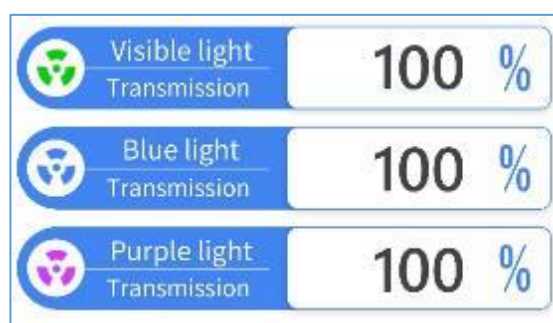 Visible light
Transmission
100 %
Blue light
Transmission
100 %
Purple light
Transmission
100 %